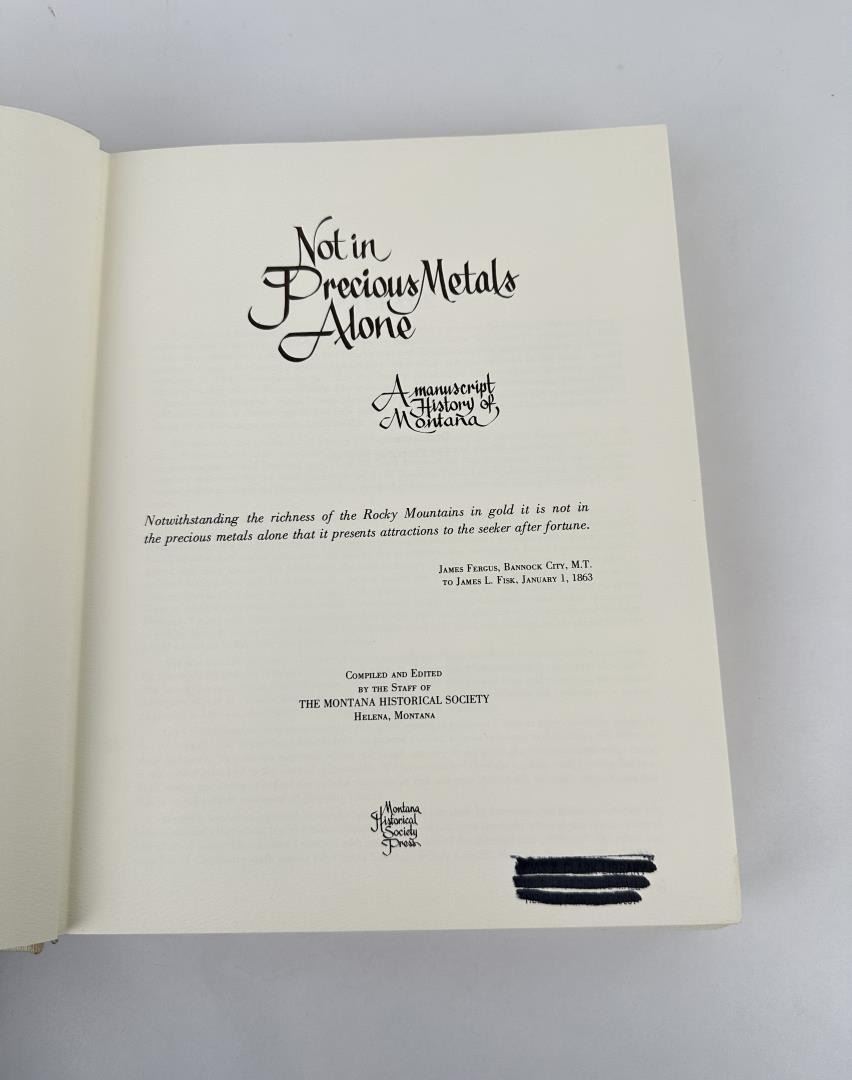 Not in
Precious Metals
Alone
A manuscript
History of
Montana
Notwithstanding the richness of the Rocky Mountains in gold it is not in
the precious metals alone that it presents attractions to the seeker after fortune.
James Fergus, Bannock City, M.T.
to James L. Fisk, January 1, 1863
Compiled and Edited
by the Staff of
THE MONTANA HISTORICAL SOCIETY
Helena, Montana
Montana
Historical
Society
Press